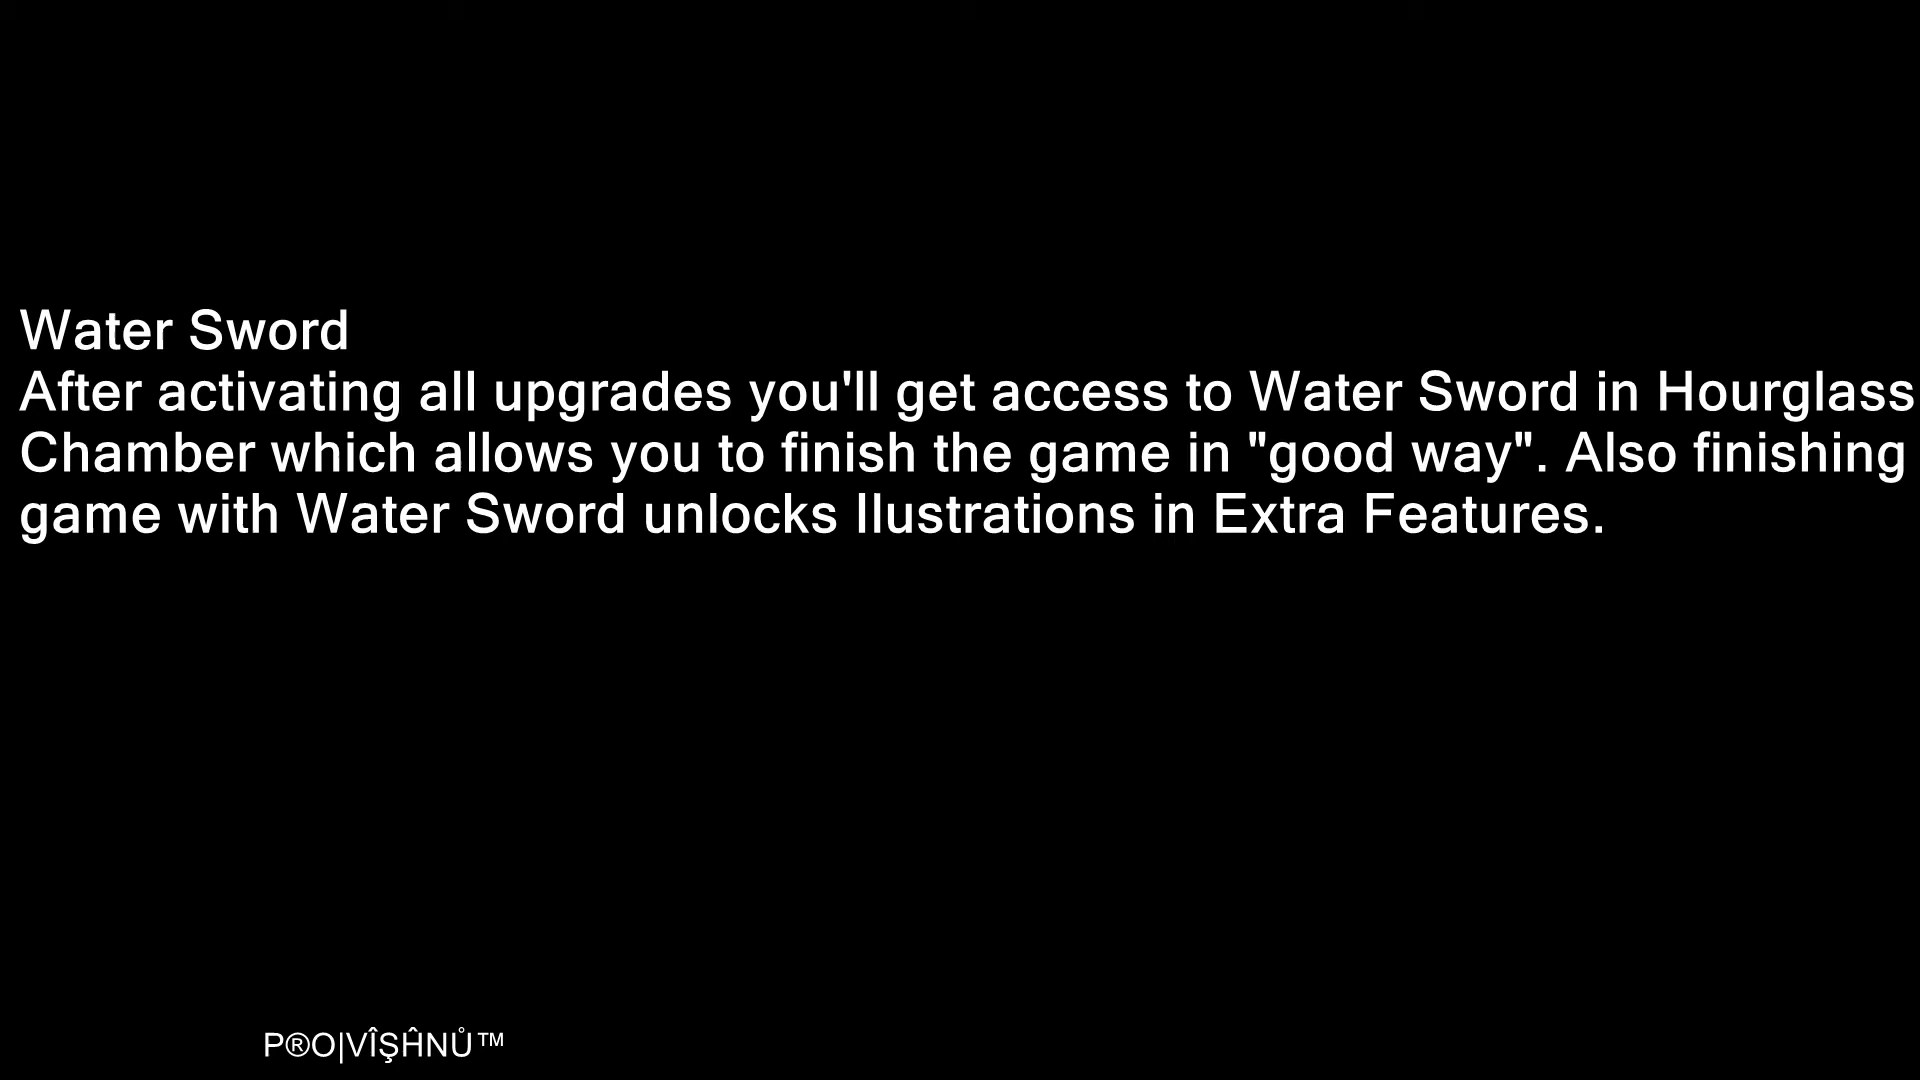 Water Sword
After activating all upgrades you'll get access to Water Sword in Hourglass
Chamber which allows you to finish the game in "good way". Also finishing
game with Water Sword unlocks Ilustrations in Extra Features.
P®O|VÎŞĤNŮ™